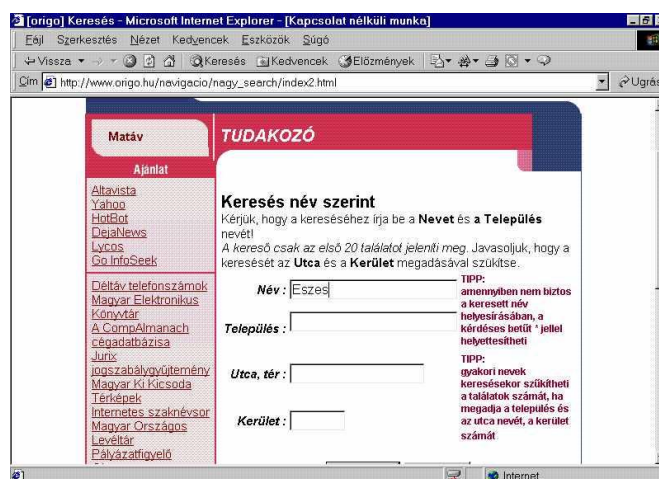 [origo] Keresés - Microsoft Internet Explorer - [Kapcsolat nélküli munka]
Fájl Szerkesztés Nézet Kedvencek Eszközök Súgó
Vissza Keresés Kedvencek Előzmények
Cím http://www.origo.hu/navigacio/nagy_search/index2.html Ugrás
Matáv
TUDAKOZÓ
Ajánlat
Altavista
Yahoo
HotBot
DejaNews
Lycos
Go InfoSeek
Déltáv telefonszámok
Magyar Elektronikus
Könyvtár
A CompAlmanach
cégadatbázisa
Jurix
jogszabálygyűjtemény
Magyar Ki Kicsoda
Térképek
Internetes szaknévsor
Magyar Országos
Levéltár
Pályázatfigyelő
Keresés név szerint
Kérjük, hogy a kereséséhez írja be a Nevet és a Település
nevét!
A kereső csak az első 20 találatot jeleníti meg. Javasoljuk, hogy a
keresését az Utca és a Kerület megadásával szűkítse.
Név : Eszes
Település :
Utca, tér :
Kerület :
TIPP:
amennyiben nem biztos
a keresett név
helyesírásában, a
kérdéses betűt * jellel
helyettesítheti
TIPP:
gyakori nevek
keresésekor szűkítheti
a találatok számát, ha
megadja a település és
az utca nevét, a kerület
számát
Internet